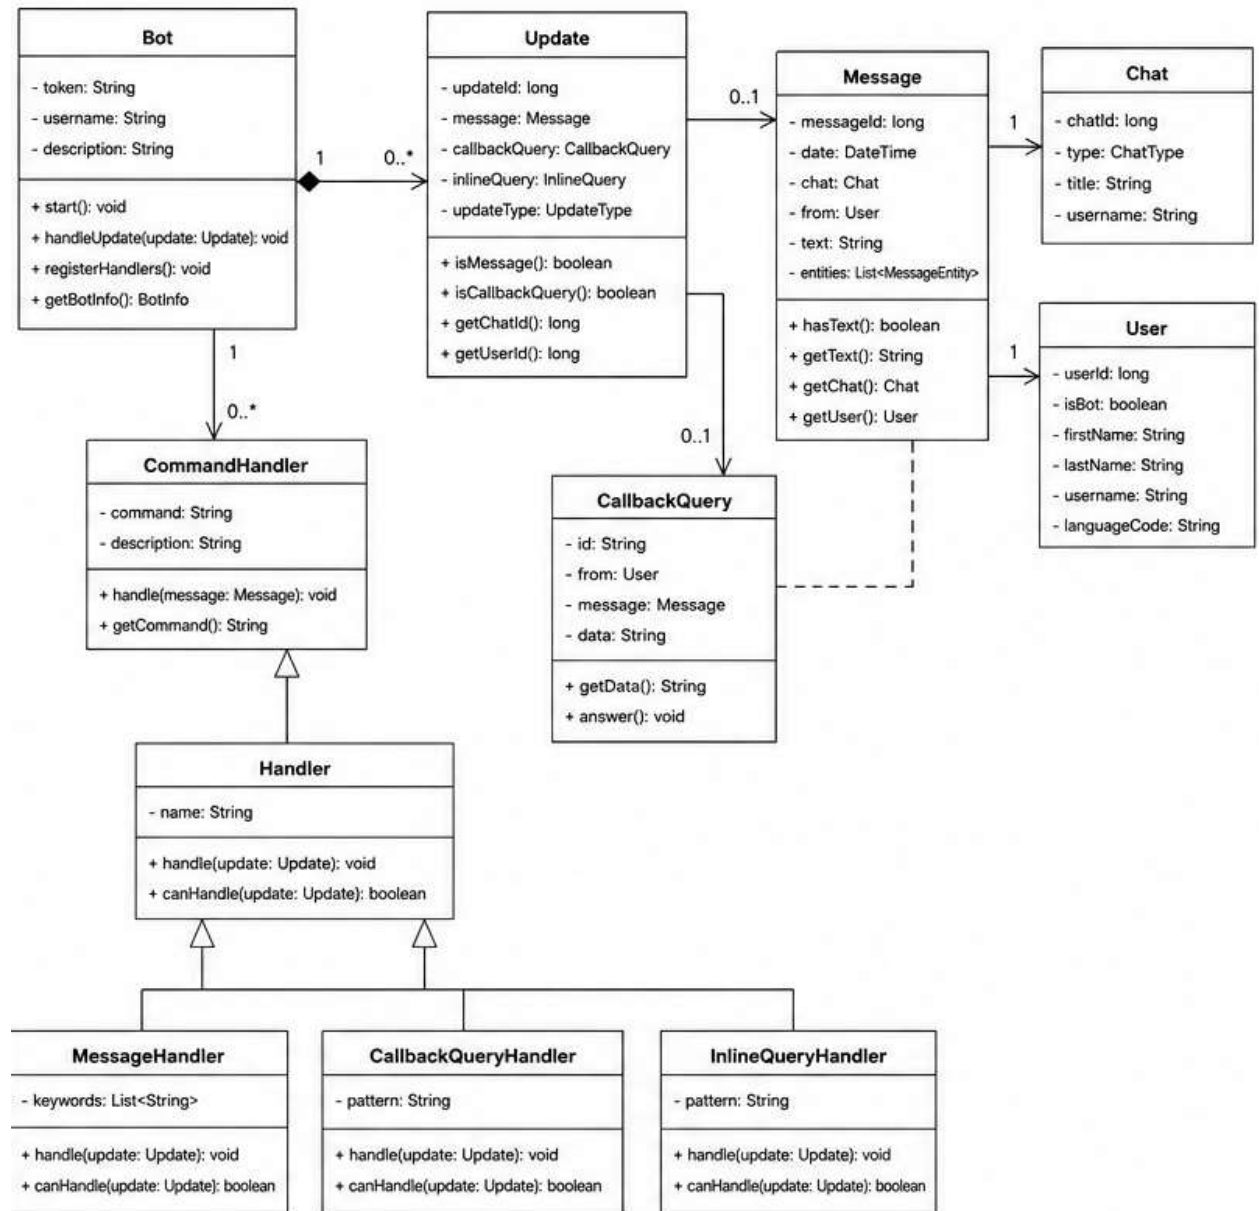 Bot
- token: String
- username: String
- description: String
+ start(): void
+ handleUpdate(update: Update): void
+ registerHandlers(): void
+ getBotInfo(): BotInfo
1
0..*
Update
- updateId: long
- message: Message
- callbackQuery: CallbackQuery
- inlineQuery: InlineQuery
- updateType: UpdateType
+ isMessage(): boolean
+ isCallbackQuery(): boolean
+ getChatId(): long
+ getUserId(): long
0..1
Message
- messageId: long
- date: DateTime
- chat: Chat
- from: User
- text: String
- entities: List<MessageEntity>
+ hasText(): boolean
+ getText(): String
+ getChat(): Chat
+ getUser(): User
1
Chat
- chatId: long
- type: ChatType
- title: String
- username: String
1
User
- userId: long
- isBot: boolean
- firstName: String
- lastName: String
- username: String
- languageCode: String
1
0..*
CommandHandler
- command: String
- description: String
+ handle(message: Message): void
+ getCommand(): String
0..1
CallbackQuery
- id: String
- from: User
- message: Message
- data: String
+ getData(): String
+ answer(): void
Handler
- name: String
+ handle(update: Update): void
+ canHandle(update: Update): boolean
MessageHandler
- keywords: List<String>
+ handle(update: Update): void
+ canHandle(update: Update): boolean
CallbackQueryHandler
- pattern: String
+ handle(update: Update): void
+ canHandle(update: Update): boolean
InlineQueryHandler
- pattern: String
+ handle(update: Update): void
+ canHandle(update: Update): boolean